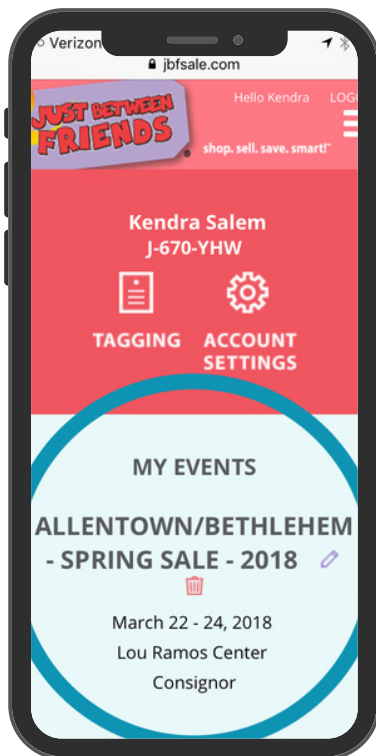 Verizon
jbfsale.com
Hello Kendra
JUST BETWEEN
FRIENDS
shop. sell. save. smart!™
Kendra Salem
J-670-YHW
TAGGING ACCOUNT
SETTINGS
MY EVENTS
ALLENTOWN/BETHLEHEM
- SPRING SALE - 2018
March 22 - 24, 2018
Lou Ramos Center
Consignor